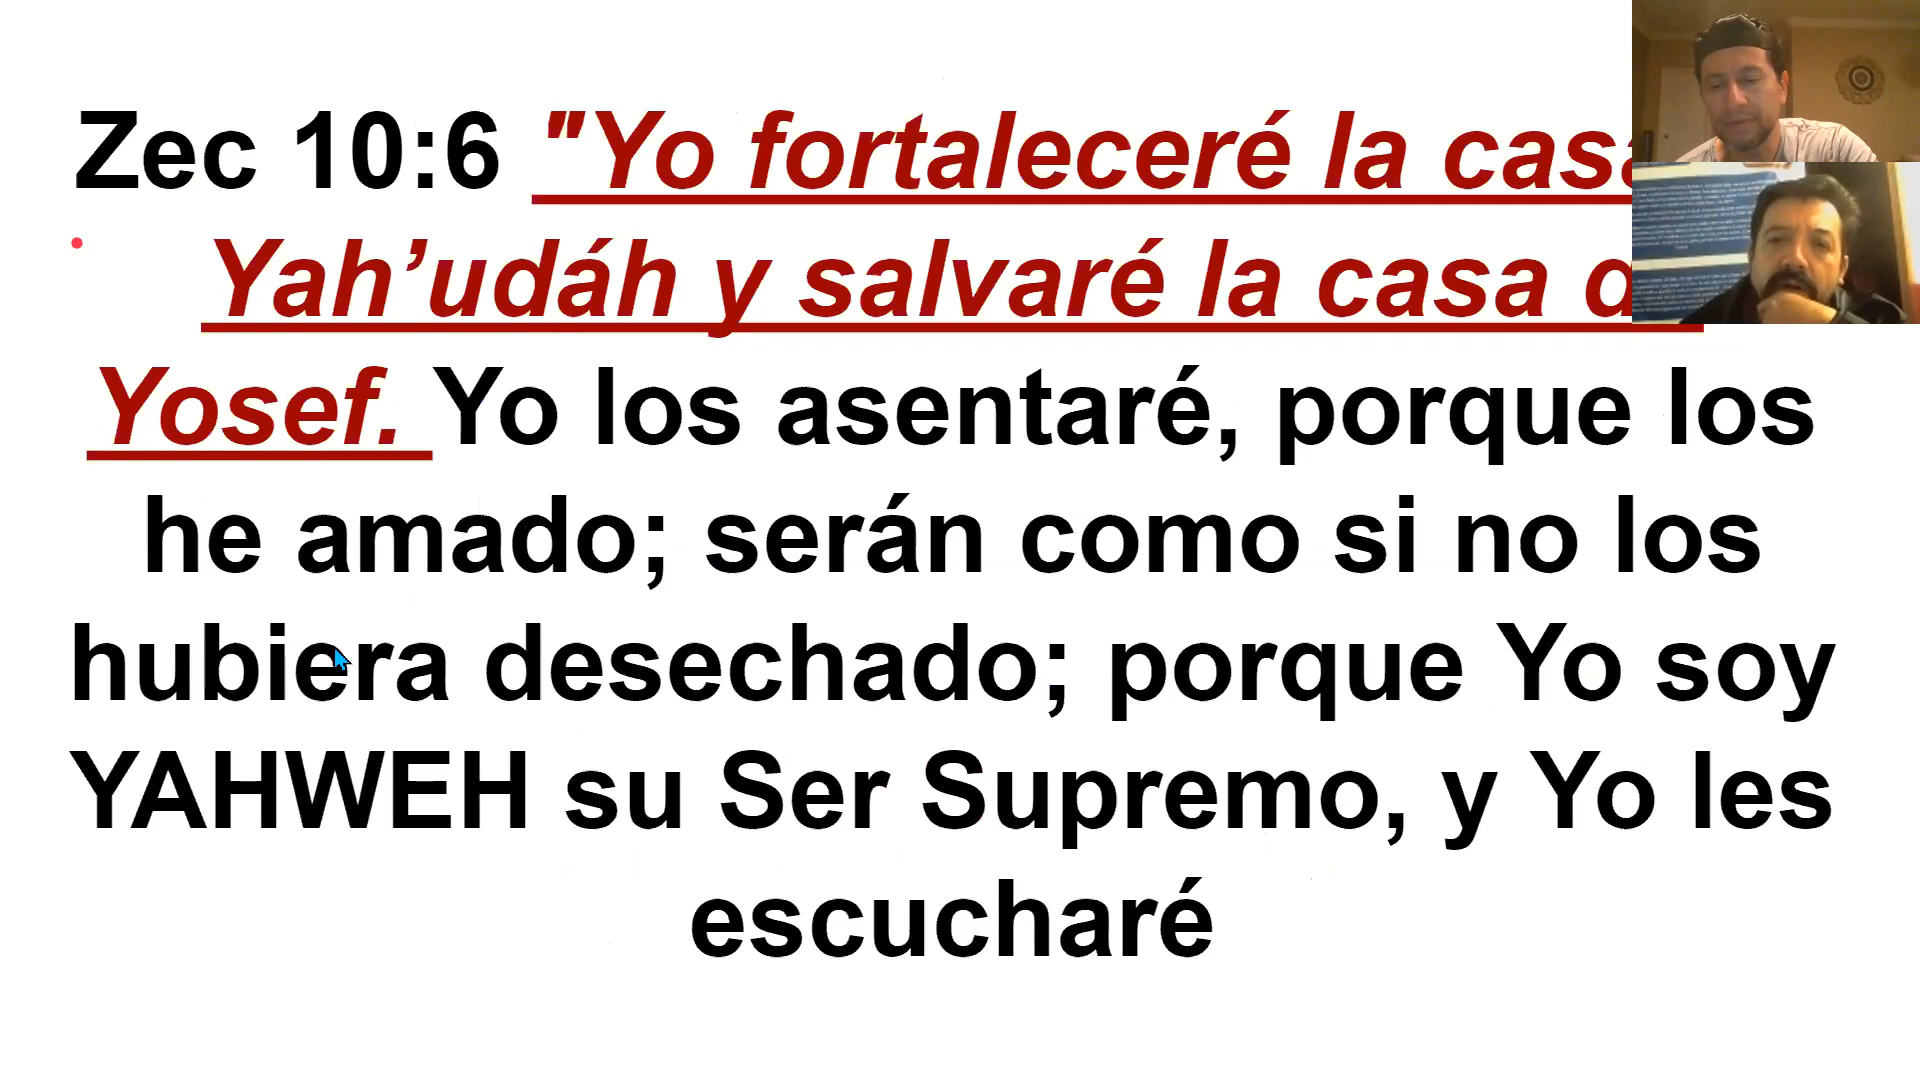 Zec 10:6 "Yo fortaleceré la casa
Yah’udáh y salvaré la casa d
Yosef. Yo los asentaré, porque los
he amado; serán como si no los
hubiera desechado; porque Yo soy
YAHWEH su Ser Supremo, y Yo les
escucharé